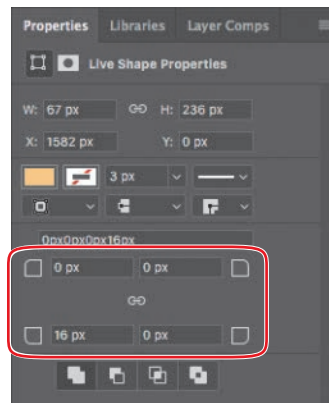 Properties Libraries Layer Comps
Live Shape Properties
W: 67 px H: 236 px
X: 1582 px Y: 0 px
3 px
0px0px0px16px
0 px 0 px
16 px 0 px